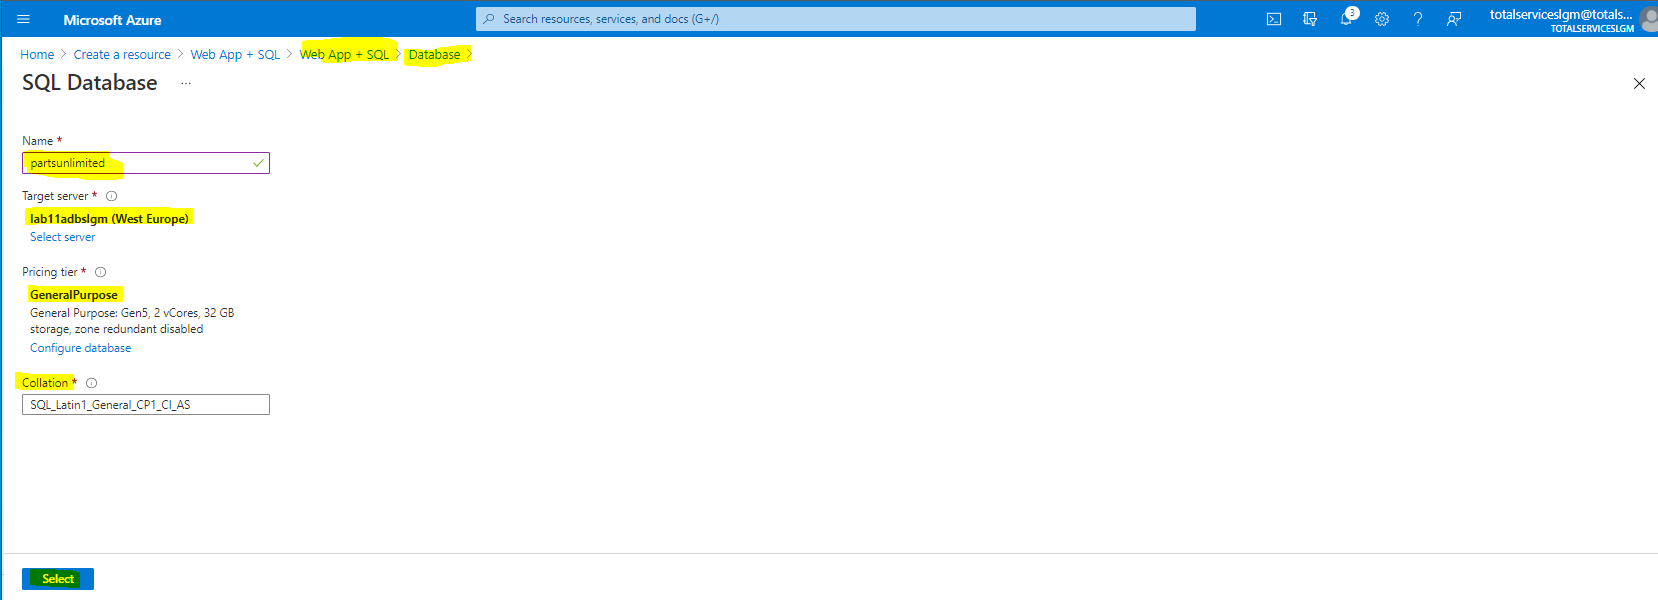 Microsoft Azure
Search resources, services, and docs (G+/)
3
totalserviceslgm@totals...
TOTALSERVICESLGM
Home > Create a resource > Web App + SQL > Web App + SQL > Database >
SQL Database ...
Name *
partsunlimited
Target server *
lab11adbslgm (West Europe)
Select server
Pricing tier *
GeneralPurpose
General Purpose: Gen5, 2 vCores, 32 GB
storage, zone redundant disabled
Configure database
Collation *
SQL_Latin1_General_CP1_CI_AS
Select